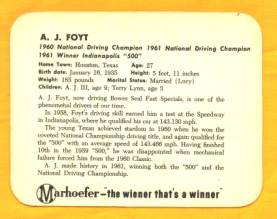 A. J. FOYT
1960 National Driving Champion 1961 National Driving Champion
1961 Winner Indianapolis "500"
Home Town: Houston, Texas Age: 27
Birth date: January 16, 1935 Height: 5 feet, 11 inches
Weight: 185 pounds Marital Status: Married (Lucy)
Children: A. J. III, age 9; Terry Lynn, age 3
A. J. Foyt, now driving Bowes Seal Fast Specials, is one of the
phenomenal drivers of our time.
In 1958, Foyt's driving skill earned him a test at the Speedway
in Indianapolis, where he qualified his car at 143.130 mph.
The young Texan achieved stardom in 1960 when he won the
coveted National Championship driving title, and again qualified for
the "500" with an average of 143.466 mph. Having finished
10th in the 1959 "500," he was disappointed when mechanical
failure forced him from the 1960 Classic.
A. J. made history in 1961, winning both the "500" and the
National Driving Championship.
Marhoefer—the wiener that's a winner